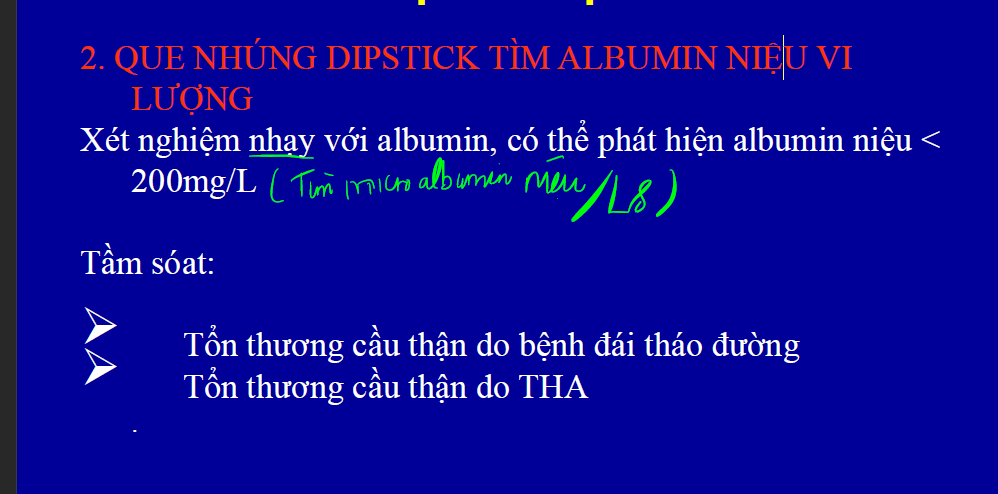 2. QUE NHÚNG DIPSTICK TÌM ALBUMIN NIỆU VI
LƯỢNG
Xét nghiệm nhạy với albumin, có thể phát hiện albumin niệu <
200mg/L ( Tìm micro albumin niệu /LS )
Tầm sóat:
Tổn thương cầu thận do bệnh đái tháo đường
Tổn thương cầu thận do THA
.